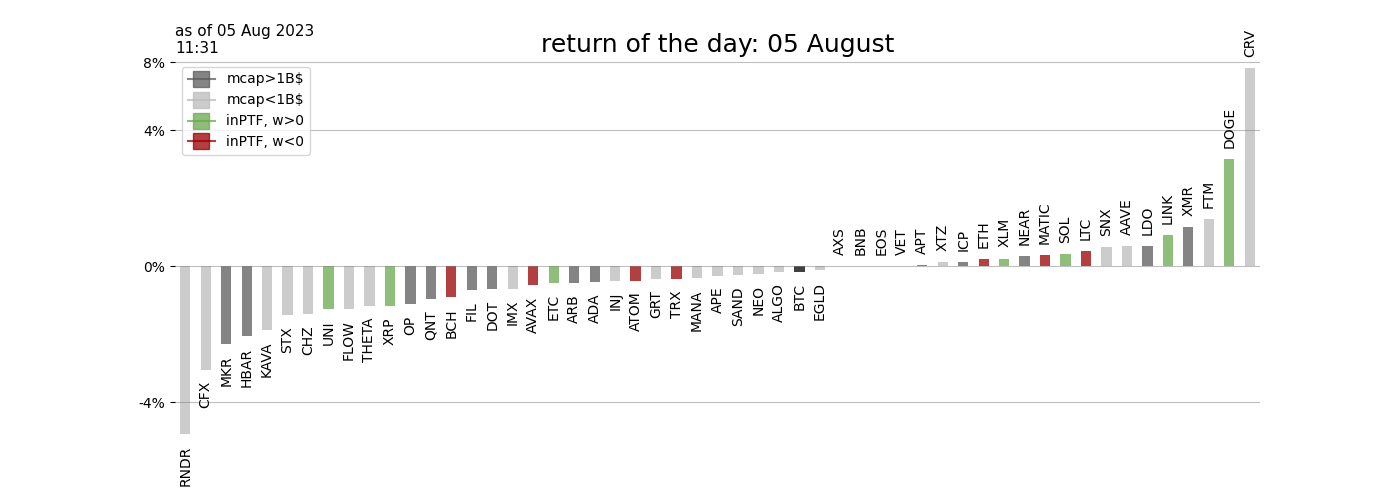 as of 05 Aug 2023
11:31
return of the day: 05 August
8%
4%
0%
-4%
mcap>1B$
mcap<1B$
inPTF, w>0
inPTF, w<0
RNDR
CFX
MKR
HBAR
KAVA
STX
CHZ
UNI
FLOW
THETA
XRP
OP
QNT
BCH
FIL
DOT
IMX
AVAX
ETC
ARB
ADA
INJ
ATOM
GRT
TRX
MANA
APE
SAND
NEO
ALGO
BTC
EGLD
AXS
BNB
EOS
VET
APT
XTZ
ICP
ETH
XLM
NEAR
MATIC
SOL
LTC
SNX
AAVE
LDO
LINK
XMR
FTM
DOGE
CRV